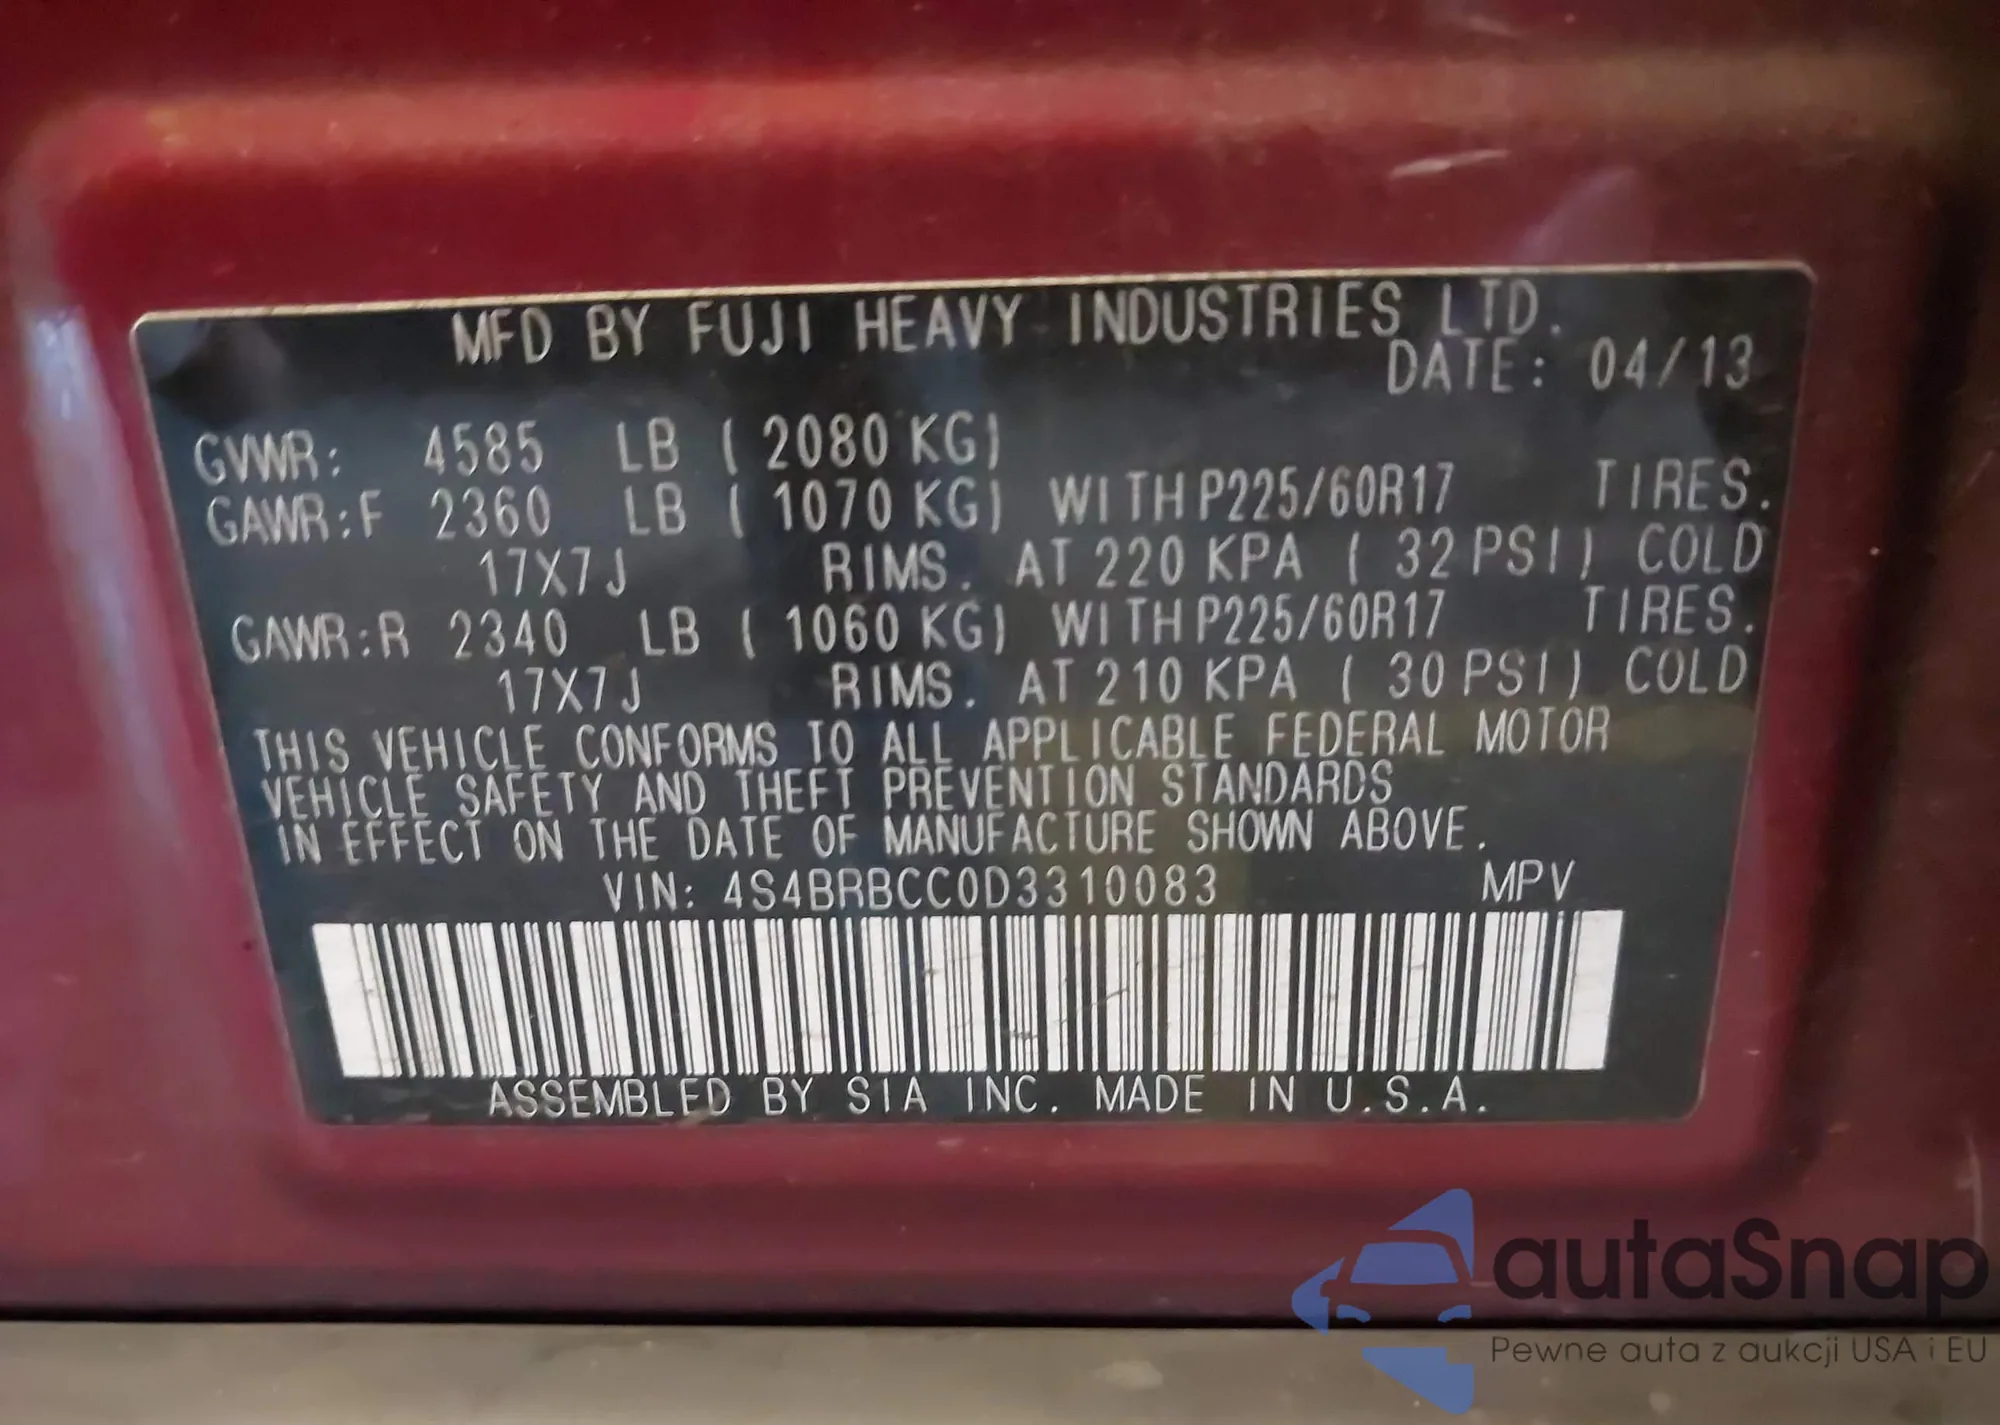 MFD BY FUJI HEAVY INDUSTRIES LTD.
DATE: 04/13
GVWR: 4585 LB ( 2080 KG)
GAWR:F 2360 LB ( 1070 KG) WITH P225/60R17 TIRES.
17X7J RIMS. AT 220 KPA ( 32 PSI) COLD
GAWR:R 2340 LB ( 1060 KG) WITH P225/60R17 TIRES.
17X7J RIMS. AT 210 KPA ( 30 PSI) COLD
THIS VEHICLE CONFORMS TO ALL APPLICABLE FEDERAL MOTOR
VEHICLE SAFETY AND THEFT PREVENTION STANDARDS
IN EFFECT ON THE DATE OF MANUFACTURE SHOWN ABOVE.
VIN: 4S4BRBCC0D3310083 MPV
ASSEMBLED BY SIA INC. MADE IN U.S.A.
autaSnap
Pewne auta z aukcji USA i EU